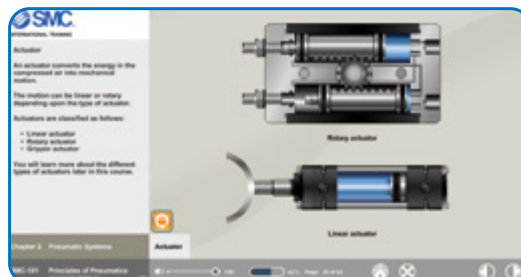 SMC
INTERNATIONAL TRAINING
Actuator
An actuator converts the energy in the
compressed air into mechanical
motion.
The motion can be linear or rotary
depending upon the type of actuator.
Actuators are classified as follows:
• Linear actuator
• Rotary actuator
• Gripper actuator
You will learn more about the different
types of actuators later in this course.
Rotary actuator
Linear actuator
Chapter 2 Pneumatic Systems
Actuator
SMC-101 Principles of Pneumatics